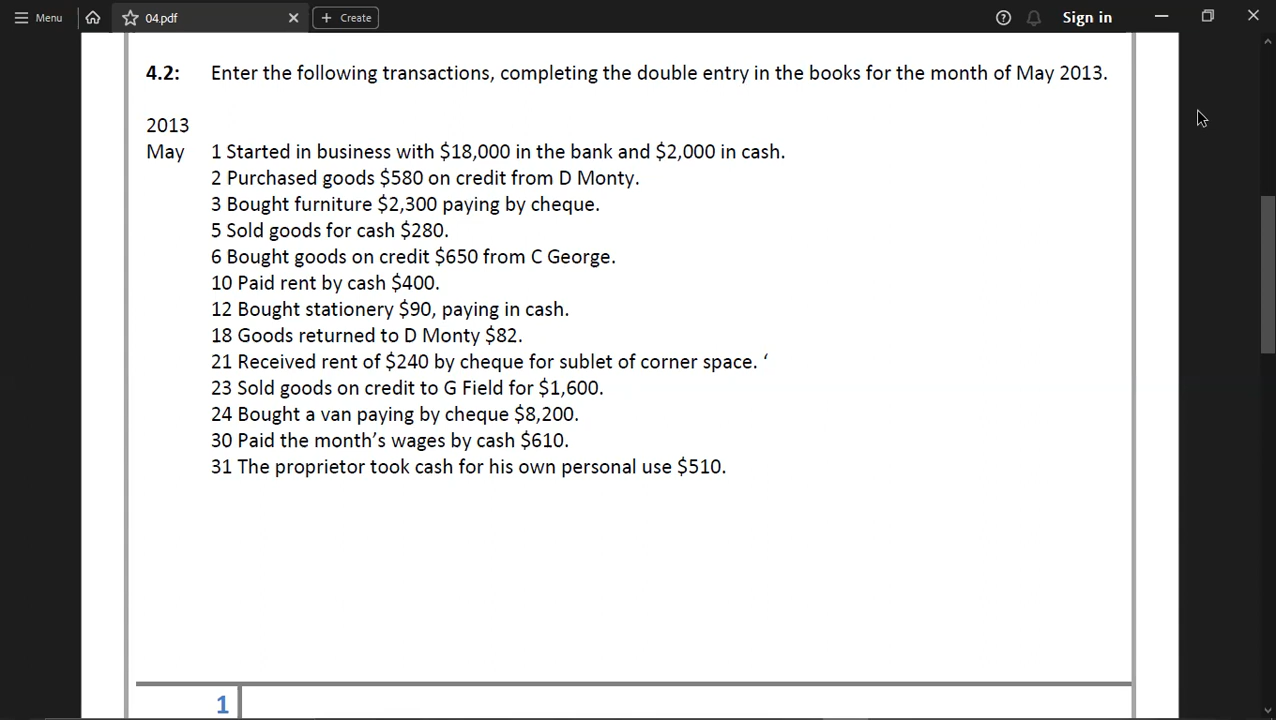 Menu
04.pdf
Create
Sign in
4.2: Enter the following transactions, completing the double entry in the books for the month of May 2013.
2013
May 1 Started in business with $18,000 in the bank and $2,000 in cash.
2 Purchased goods $580 on credit from D Monty.
3 Bought furniture $2,300 paying by cheque.
5 Sold goods for cash $280.
6 Bought goods on credit $650 from C George.
10 Paid rent by cash $400.
12 Bought stationery $90, paying in cash.
18 Goods returned to D Monty $82.
21 Received rent of $240 by cheque for sublet of corner space. ‘
23 Sold goods on credit to G Field for $1,600.
24 Bought a van paying by cheque $8,200.
30 Paid the month’s wages by cash $610.
31 The proprietor took cash for his own personal use $510.
1